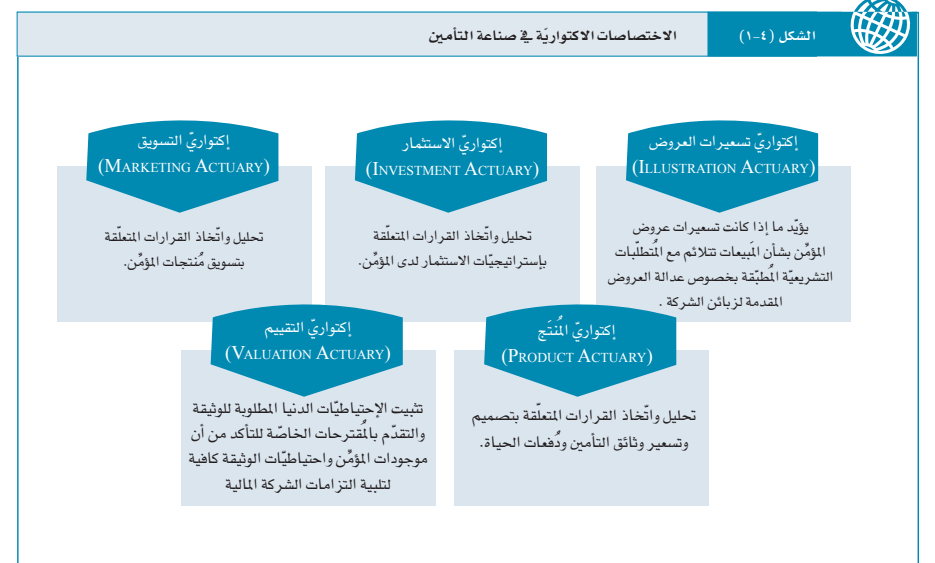 الشكل (٤-١)
الاختصاصات الاكتواريّة في صناعة التأمين
إكتواريّ تسعيرات العروض
(ILLUSTRATION ACTUARY)
يؤيّد ما إذا كانت تسعيرات عروض
المؤمِّن بشأن المَبيعات تتلائم مع المُتطلّبات
التشريعيّة المُطبّقة بخصوص عدالة العروض
المقدمة لزبائن الشركة .
إكتواريّ الاستثمار
(INVESTMENT ACTUARY)
تحليل واتّخاذ القرارات المتعلّقة
بإستراتيجيّات الاستثمار لدى المؤمِّن.
إكتواريّ التسويق
(MARKETING ACTUARY)
تحليل واتّخاذ القرارات المتعلّقة
بتسويق مُنتجات المؤمِّن.
إكتواريّ المُنتَج
(PRODUCT ACTUARY)
تحليل واتّخاذ القرارات المتعلّقة بتصميم
وتسعير وثائق التأمين ودُفعات الحياة.
إكتواريّ التقييم
(VALUATION ACTUARY)
تثبيت الإحتياطيّات الدنيا المطلوبة للوثيقة
والتقدّم بالمُقترحات الخاصّة للتأكد من أن
موجودات المؤمِّن واحتياطيّات الوثيقة كافية
لتلبية التزامات الشركة المالية